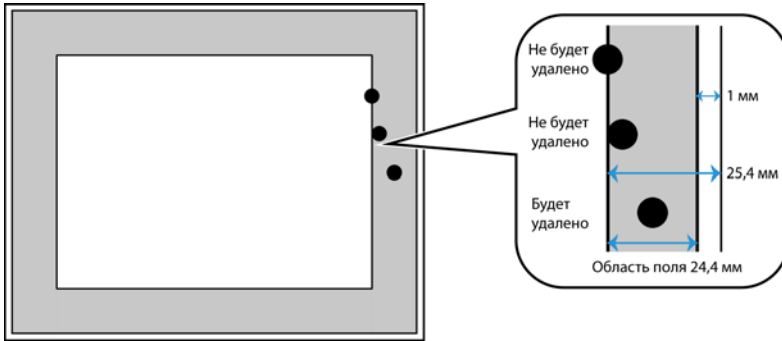 Не будет
удалено
1 мм
Не будет
удалено
25,4 мм
Будет
удалено
Область поля 24,4 мм